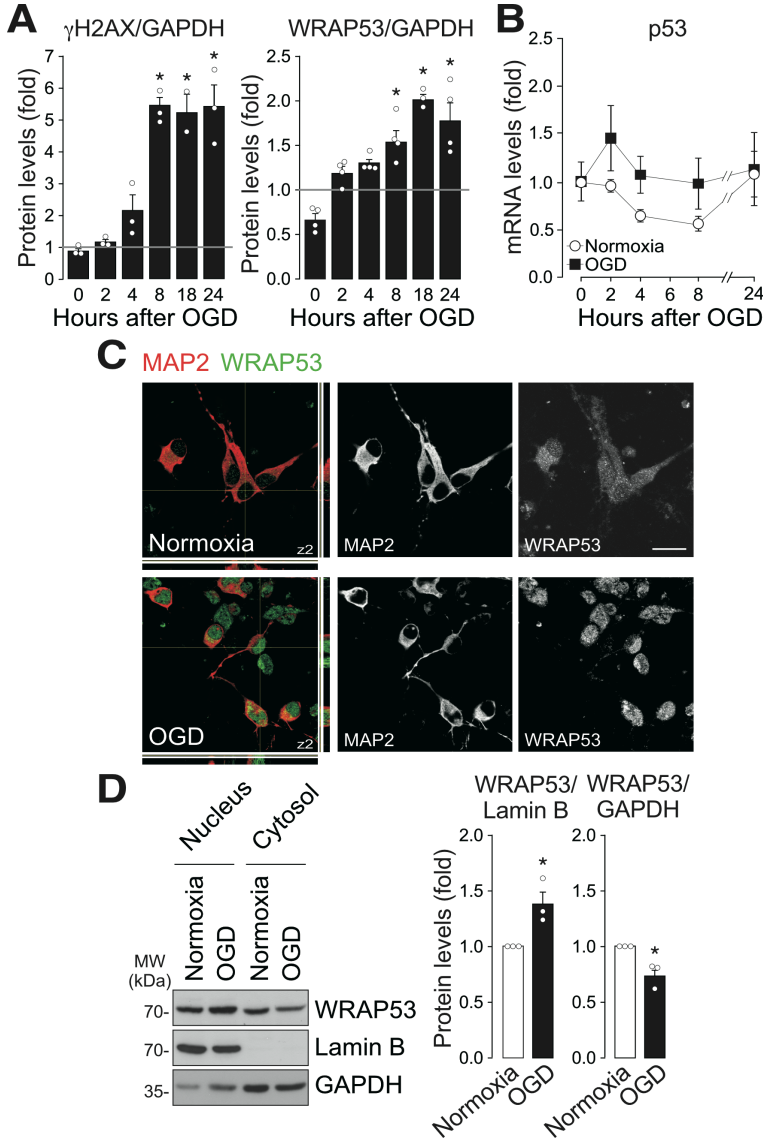 A
γH2AX/GAPDH
Protein levels (fold)
7
6
5
4
3
2
1
0
* * *
0 2 4 8 18 24
Hours after OGD
WRAP53/GAPDH
Protein levels (fold)
2.5
2.0
1.5
1.0
0.5
* * *
0 2 4 8 18 24
Hours after OGD
B
p53
mRNA levels (fold)
2.5
2.0
1.5
1.0
0.5
0.0
Normoxia
OGD
0 2 4 6 8 24
Hours after OGD
C
MAP2 WRAP53
Normoxia z2
MAP2
WRAP53
OGD z2
MAP2
WRAP53
D
Nucleus Cytosol
Normoxia OGD Normoxia OGD
MW
(kDa)
70- WRAP53
70- Lamin B
35- GAPDH
WRAP53/
Lamin B
Protein levels (fold)
2.0
1.5
1.0
0.5
0.0
*
Normoxia OGD
WRAP53/
GAPDH
2.0
1.5
1.0
0.5
0.0
*
Normoxia OGD